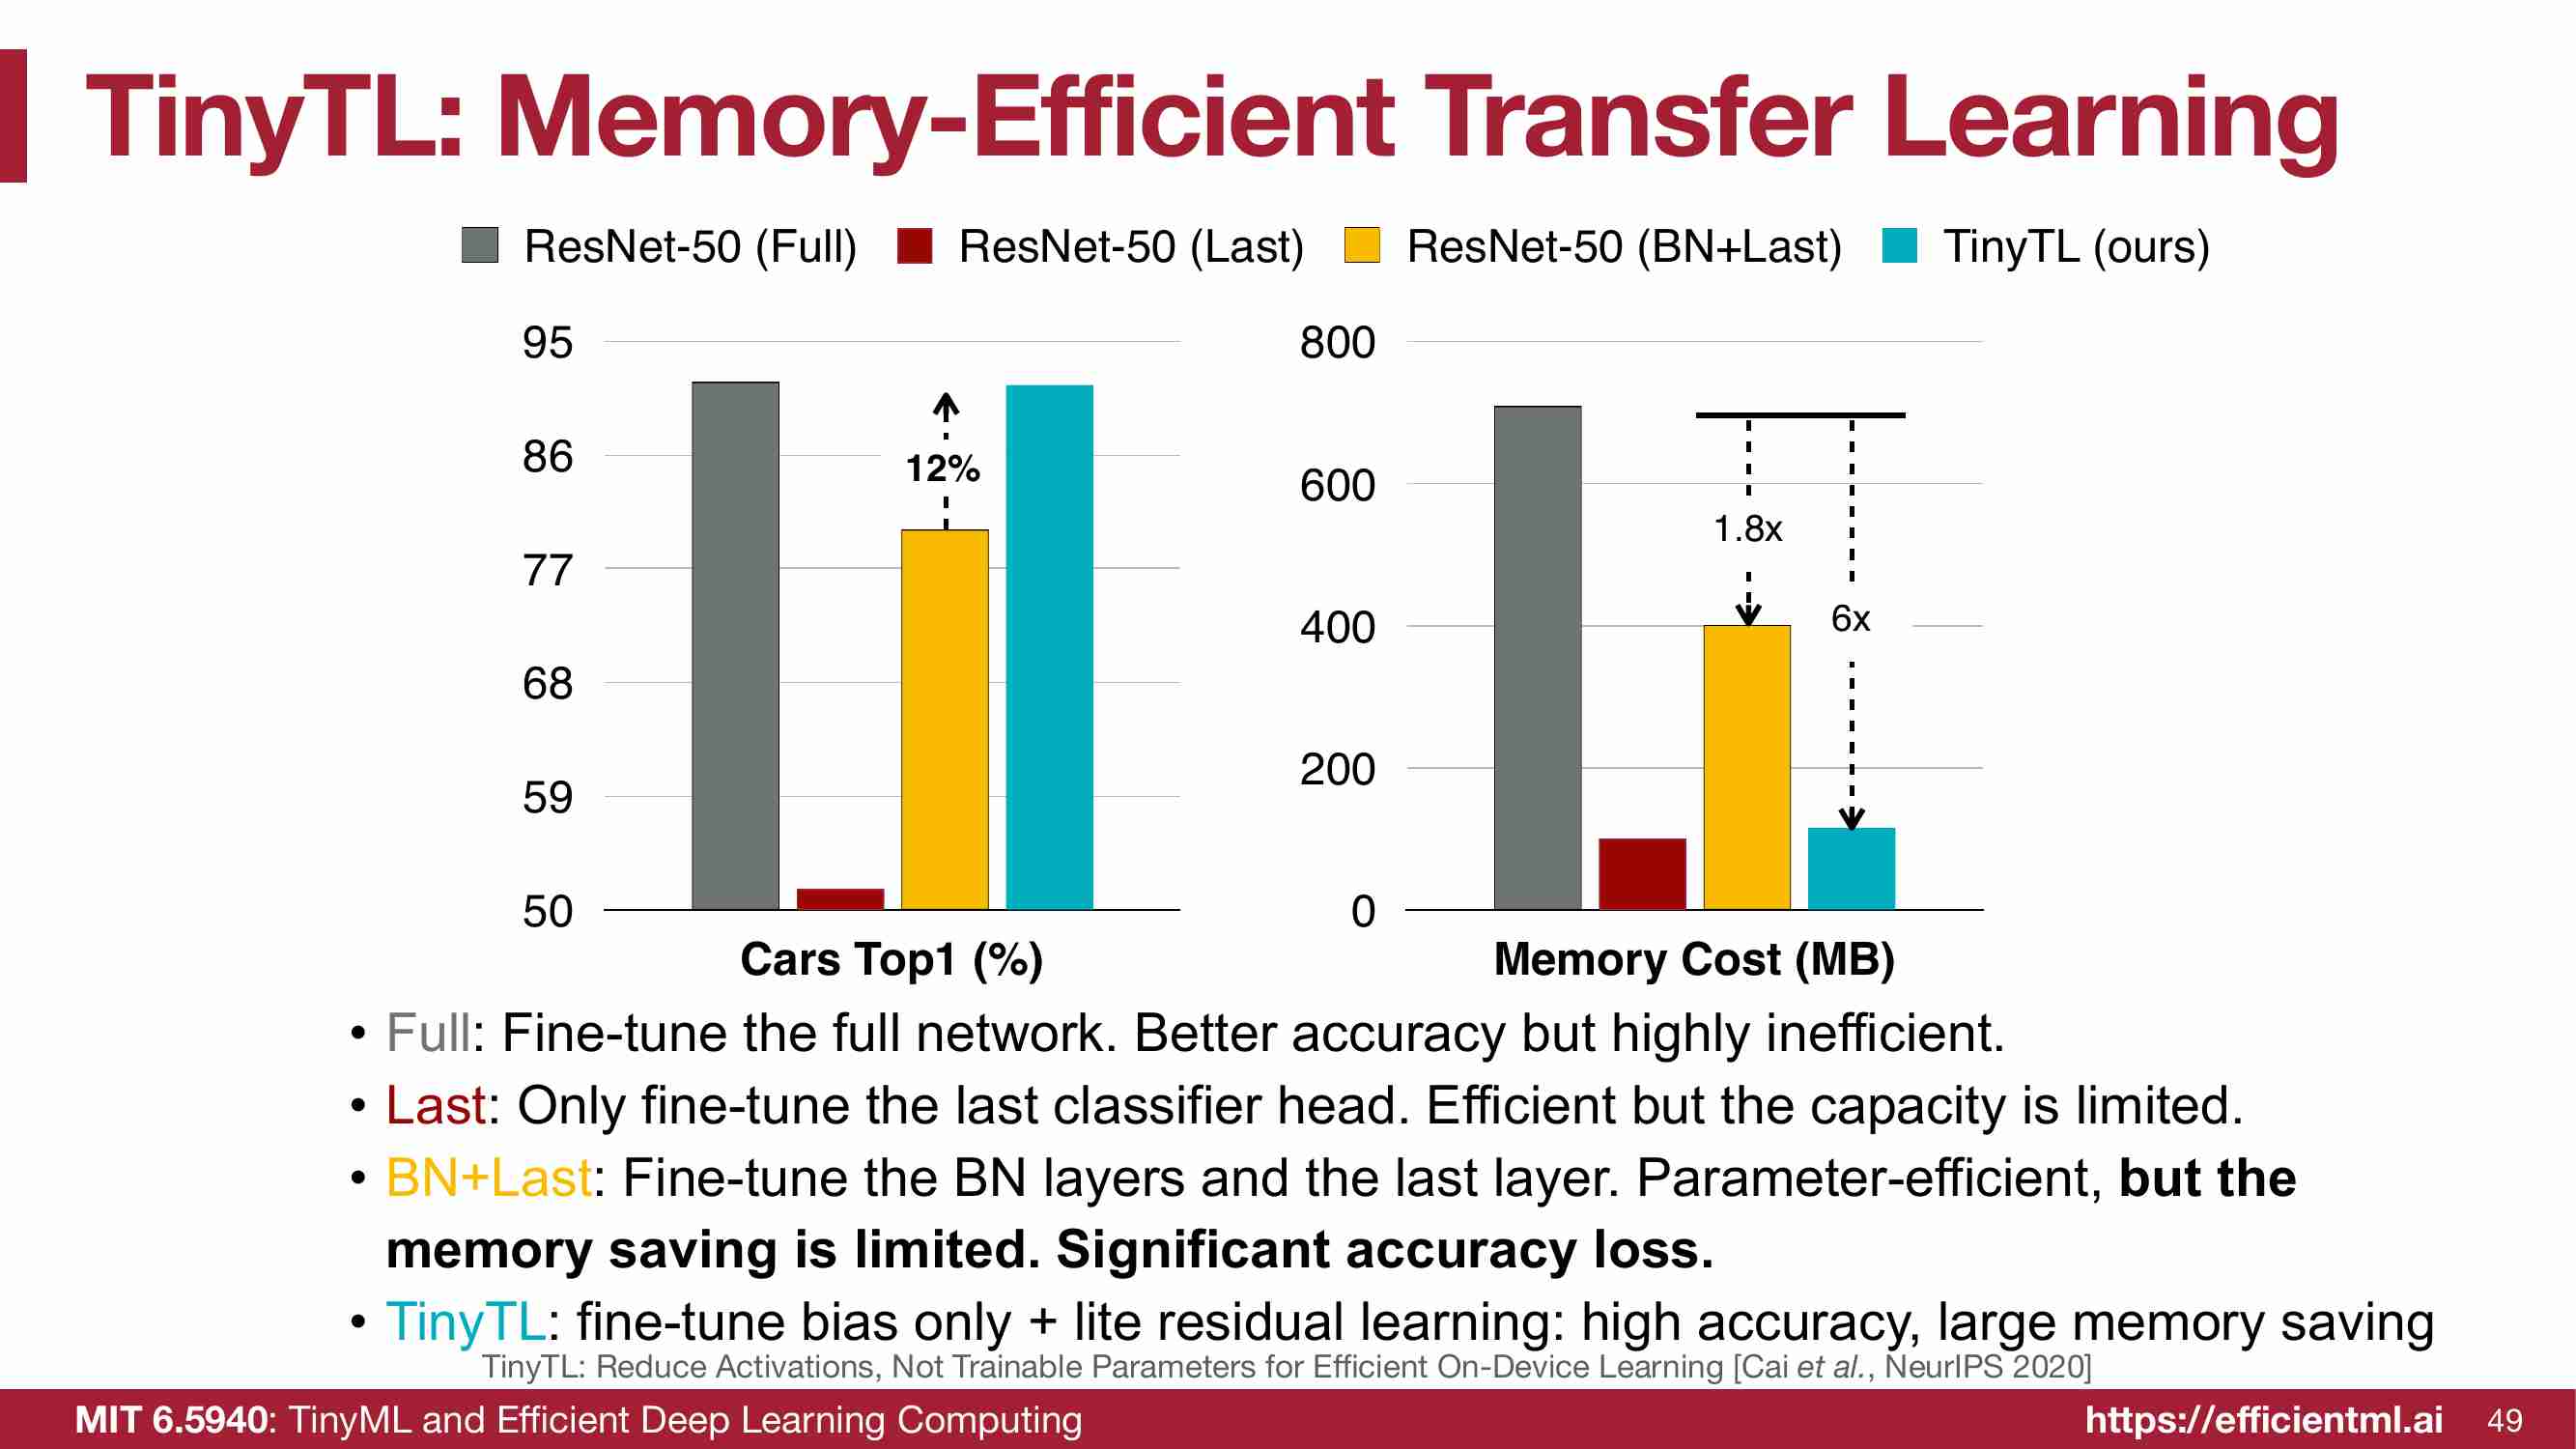 TinyTL: Memory-Efficient Transfer Learning
ResNet-50 (Full) ResNet-50 (Last) ResNet-50 (BN+Last) TinyTL (ours)
95
86
77
68
59
50
12%
Cars Top1 (%)
800
600
400
200
0
1.8x
6x
Memory Cost (MB)
• Full: Fine-tune the full network. Better accuracy but highly inefficient.
• Last: Only fine-tune the last classifier head. Efficient but the capacity is limited.
• BN+Last: Fine-tune the BN layers and the last layer. Parameter-efficient, but the
memory saving is limited. Significant accuracy loss.
• TinyTL: fine-tune bias only + lite residual learning: high accuracy, large memory saving
TinyTL: Reduce Activations, Not Trainable Parameters for Efficient On-Device Learning [Cai et al., NeurIPS 2020]
MIT 6.5940: TinyML and Efficient Deep Learning Computing https://efficientml.ai 49